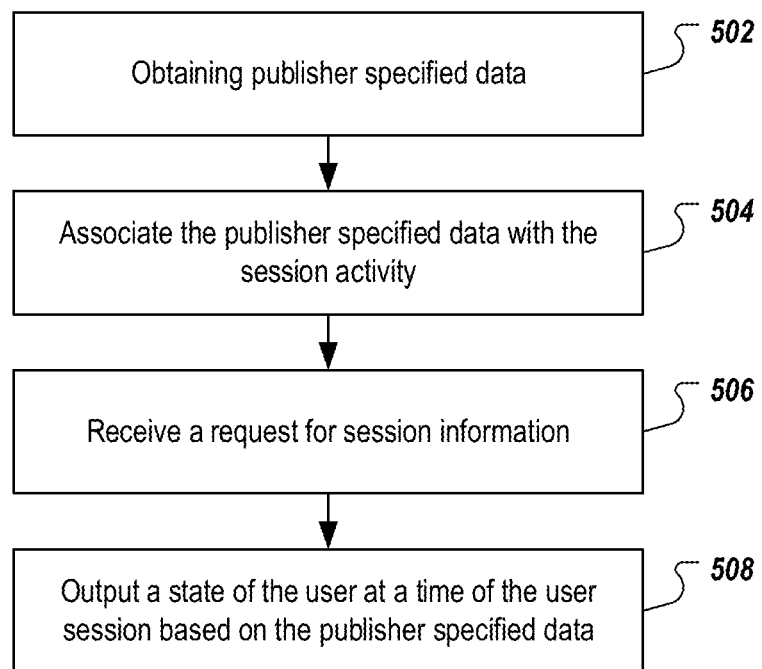 Obtaining publisher specified data
502
Associate the publisher specified data with the
session activity
504
Receive a request for session information
506
Output a state of the user at a time of the user
session based on the publisher specified data
508